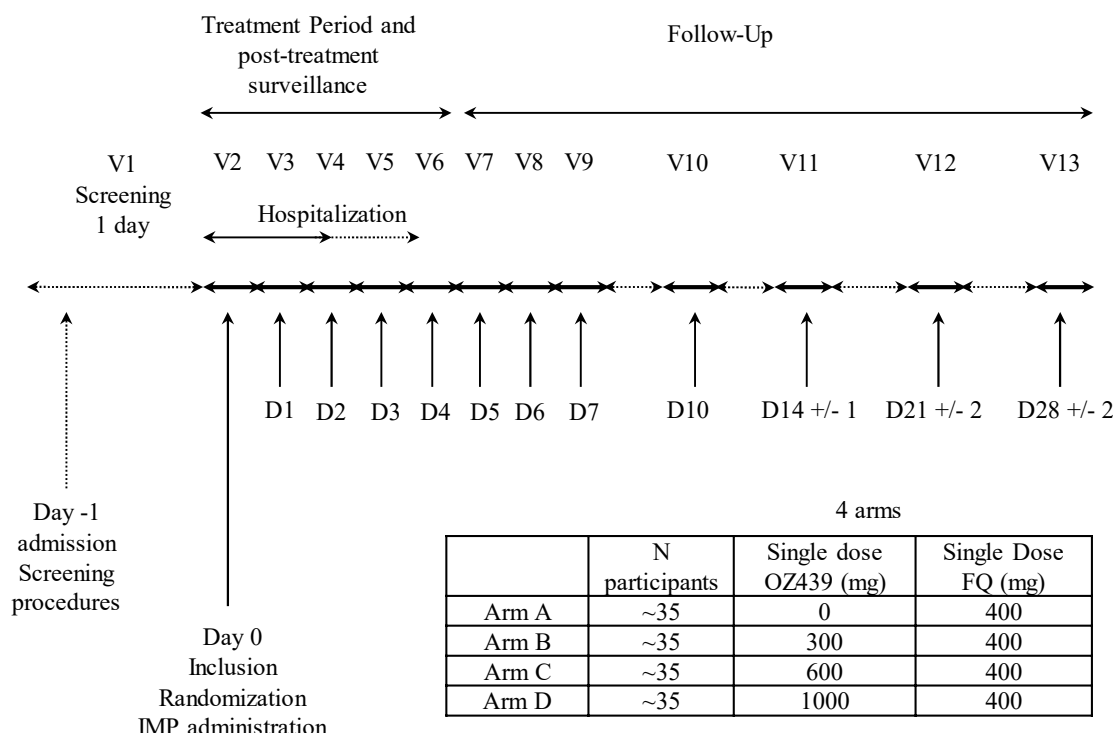 Treatment Period and
post-treatment
surveillance
Follow-Up
V1
Screening
1 day
V2 V3 V4 V5 V6 V7 V8 V9 V10 V11 V12 V13
Hospitalization
D1 D2 D3 D4 D5 D6 D7 D10 D14 +/- 1 D21 +/- 2 D28 +/- 2
Day -1
admission
Screening
procedures
Day 0
Inclusion
Randomization
IMP administration
4 arms
N participants Single dose OZ439 (mg) Single Dose FQ (mg)
Arm A ~35 0 400
Arm B ~35 300 400
Arm C ~35 600 400
Arm D ~35 1000 400